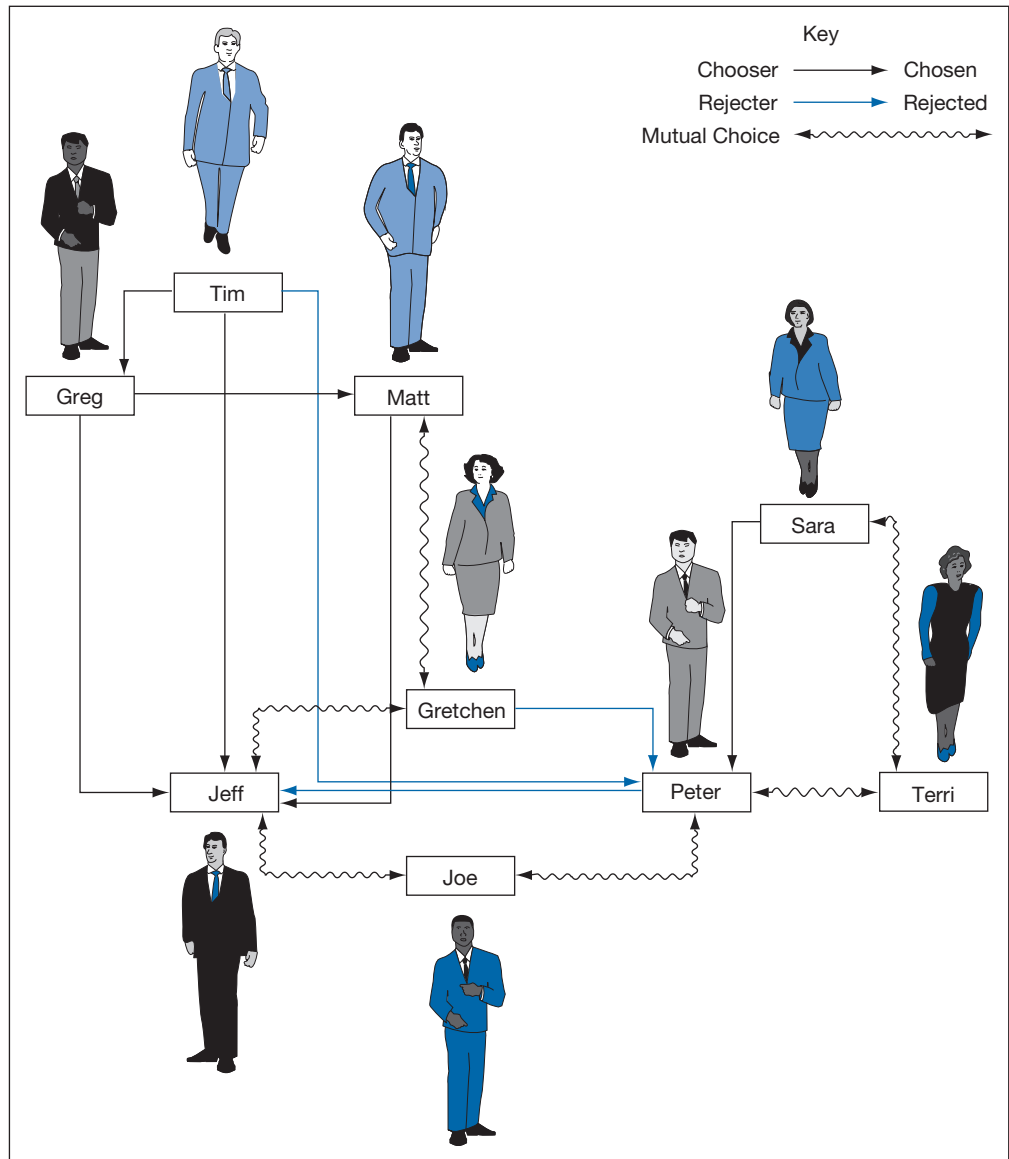 Key
Chooser Chosen
Rejecter Rejected
Mutual Choice
Tim
Greg
Matt
Sara
Gretchen
Jeff
Peter
Terri
Joe